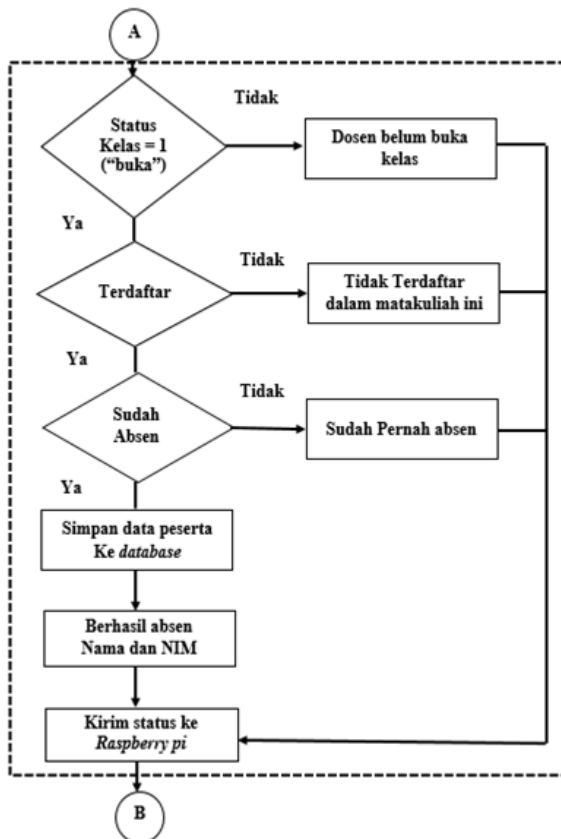 A
Status
Kelas = 1
(“buka”)
Tidak
Dosen belum buka
kelas
Ya
Terdaftar
Tidak
Tidak Terdaftar
dalam matakuliah ini
Ya
Sudah
Absen
Tidak
Sudah Pernah absen
Ya
Simpan data peserta
Ke database
Berhasil absen
Nama dan NIM
Kirim status ke
Raspberry pi
B